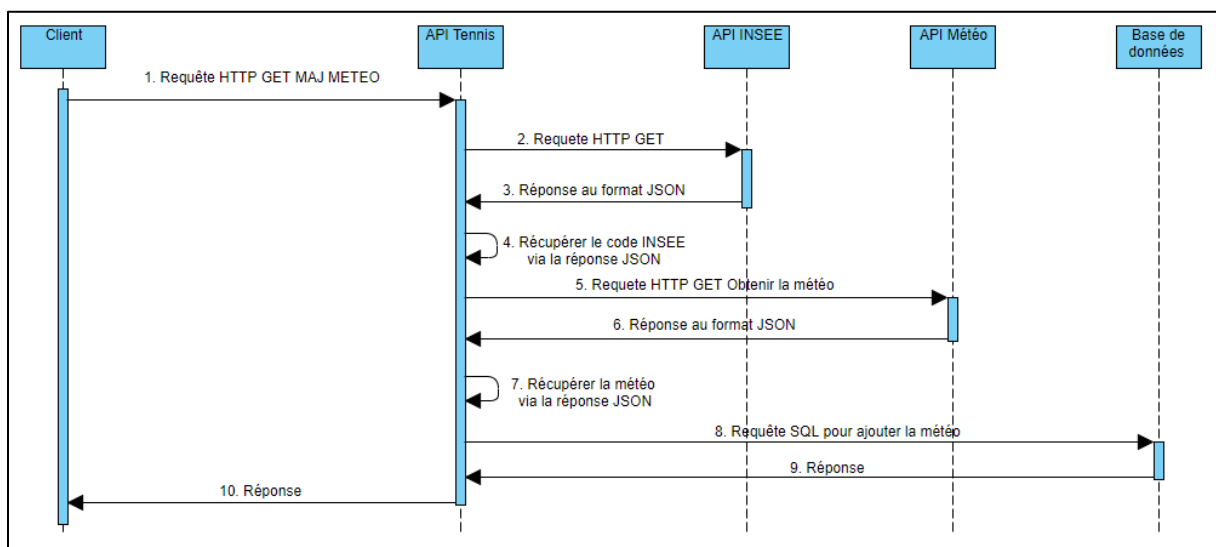 Client
API Tennis
API INSEE
API Météo
Base de
données
1. Requête HTTP GET MAJ METEO
2. Requete HTTP GET
3. Réponse au format JSON
4. Récupérer le code INSEE
via la réponse JSON
5. Requete HTTP GET Obtenir la météo
6. Réponse au format JSON
7. Récupérer la météo
via la réponse JSON
8. Requête SQL pour ajouter la météo
9. Réponse
10. Réponse